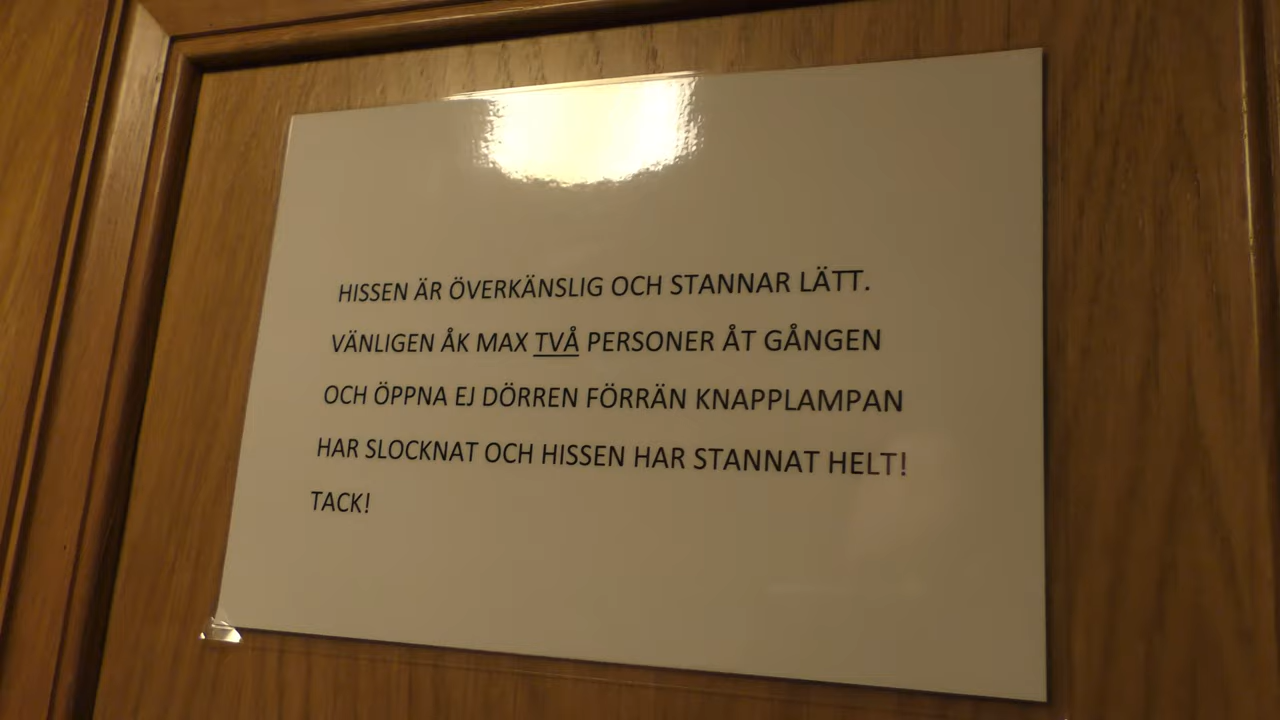 HISSEN ÄR ÖVERKÄNSLIG OCH STANNAR LÄTT.
VÄNLIGEN ÅK MAX TVÅ PERSONER ÅT GÅNGEN
OCH ÖPPNA EJ DÖRREN FÖRRÄN KNAPPLAMPAN
HAR SLOCKNAT OCH HISSEN HAR STANNAT HELT!
TACK!